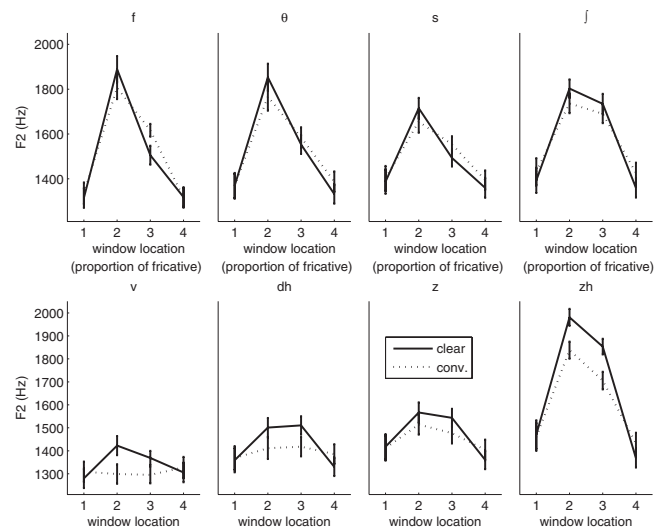 f θ s ∫
2000
1800
1600
1400
F2 (Hz)
1 2 3 4 1 2 3 4 1 2 3 4 1 2 3 4
window location window location window location window location
(proportion of fricative) (proportion of fricative) (proportion of fricative) (proportion of fricative)
v dh z zh
2000
1900
1800
1700
1600
1500
1400
1300
F2 (Hz)
clear
conv.
1 2 3 4 1 2 3 4 1 2 3 4 1 2 3 4
window location window location window location window location